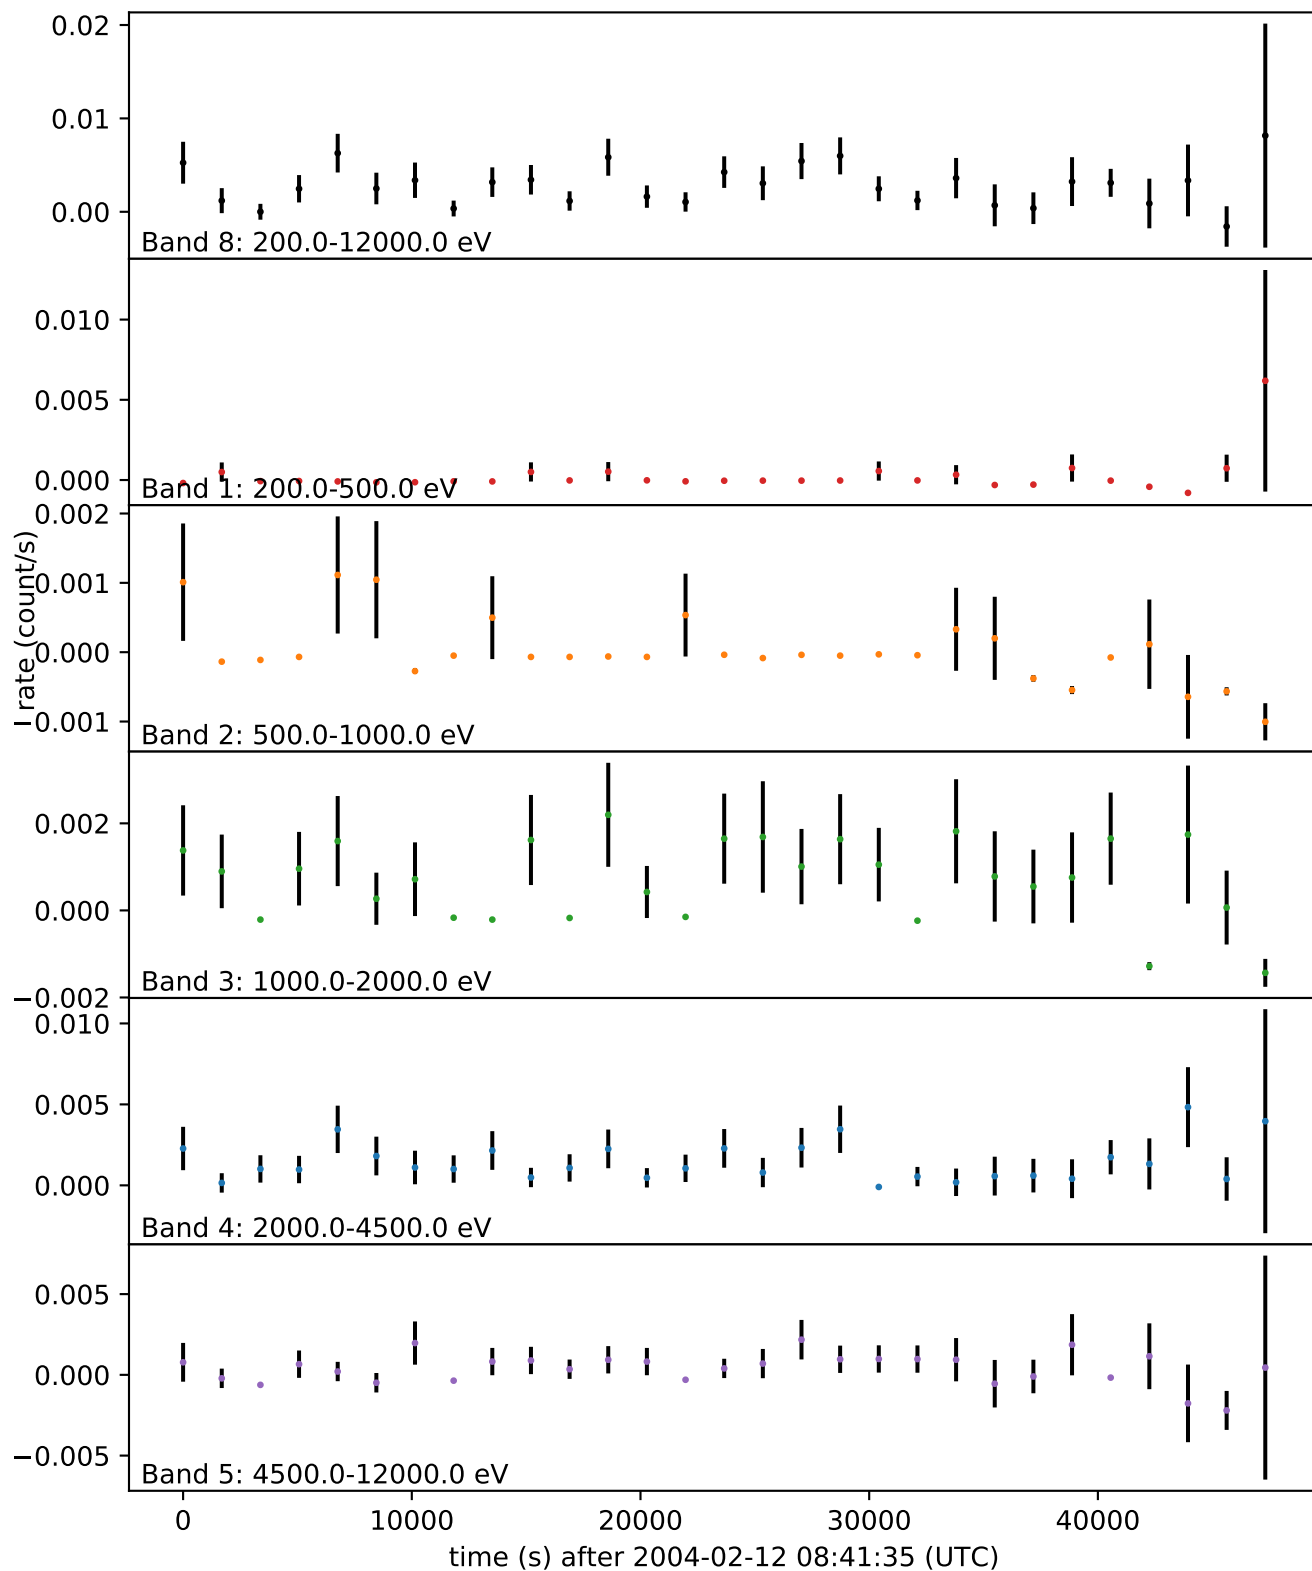 0.02
0.01
0.00
Band 8: 200.0-12000.0 eV
0.010
0.005
0.000
Band 1: 200.0-500.0 eV
0.002
0.001
0.000
−0.001
rate (count/s)
Band 2: 500.0-1000.0 eV
0.002
0.000
−0.002
Band 3: 1000.0-2000.0 eV
0.010
0.005
0.000
Band 4: 2000.0-4500.0 eV
0.005
0.000
−0.005
Band 5: 4500.0-12000.0 eV
0 10000 20000 30000 40000
time (s) after 2004-02-12 08:41:35 (UTC)